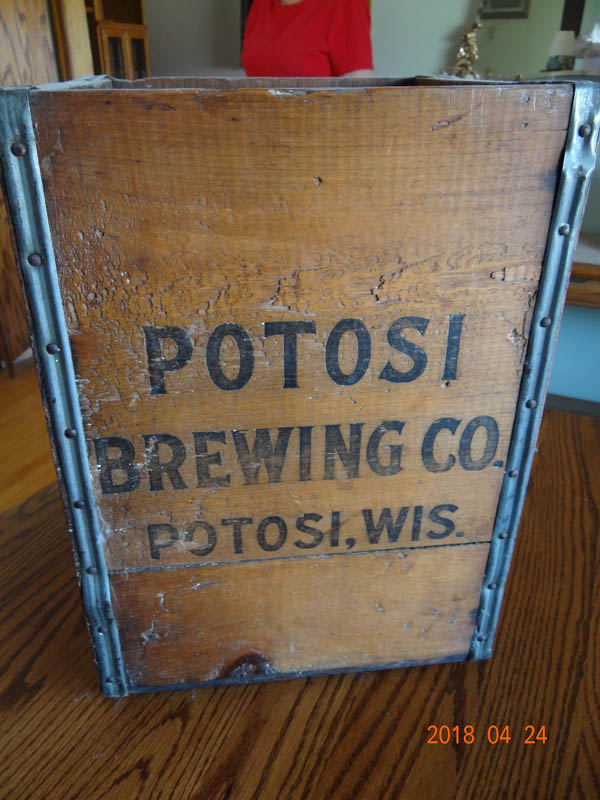 POTOSI
BREWING CO.
POTOSI, WIS.
2018 04 24